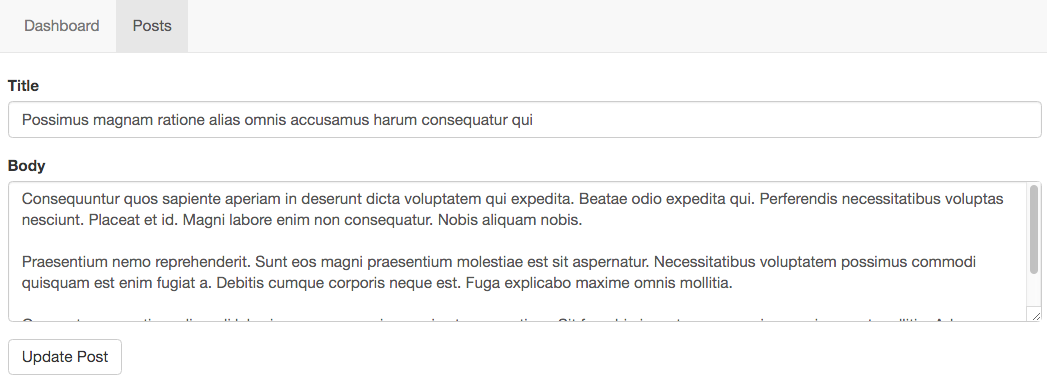 Dashboard Posts
Title
Possimus magnam ratione alias omnis accusamus harum consequatur qui
Body
Consequuntur quos sapiente aperiam in deserunt dicta voluptatem qui expedita. Beatae odio expedita qui. Perferendis necessitatibus voluptas
nesciunt. Placeat et id. Magni labore enim non consequatur. Nobis aliquam nobis.
Praesentium nemo reprehenderit. Sunt eos magni praesentium molestiae est sit aspernatur. Necessitatibus voluptatem possimus commodi
quisquam est enim fugiat a. Debitis cumque corporis neque est. Fuga explicabo maxime omnis mollitia.
Update Post